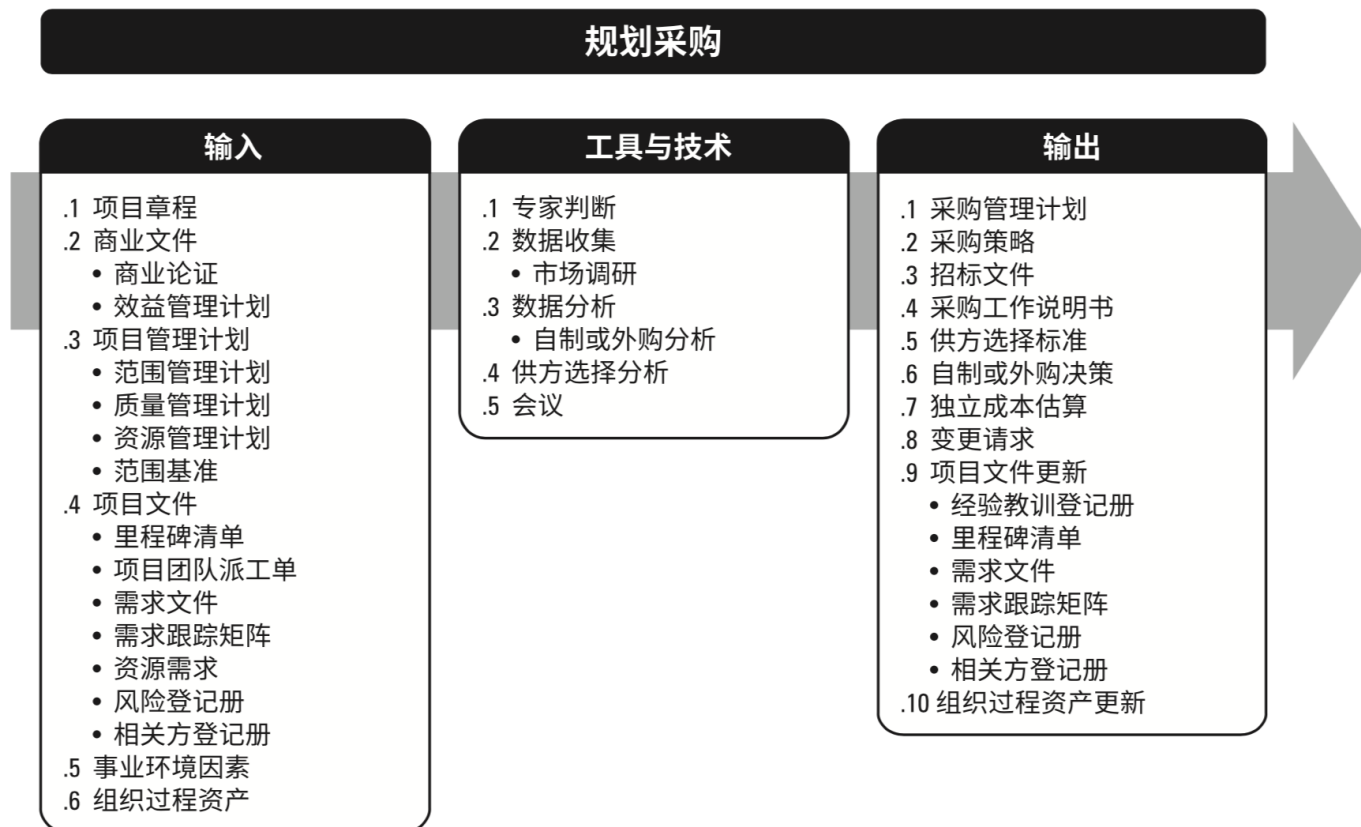 规划采购
输入
.1 项目章程
.2 商业文件
• 商业论证
• 效益管理计划
.3 项目管理计划
• 范围管理计划
• 质量管理计划
• 资源管理计划
• 范围基准
.4 项目文件
• 里程碑清单
• 项目团队派工单
• 需求文件
• 需求跟踪矩阵
• 资源需求
• 风险登记册
• 相关方登记册
.5 事业环境因素
.6 组织过程资产
工具与技术
.1 专家判断
.2 数据收集
• 市场调研
.3 数据分析
• 自制或外购分析
.4 供方选择分析
.5 会议
输出
.1 采购管理计划
.2 采购策略
.3 招标文件
.4 采购工作说明书
.5 供方选择标准
.6 自制或外购决策
.7 独立成本估算
.8 变更请求
.9 项目文件更新
• 经验教训登记册
• 里程碑清单
• 需求文件
• 需求跟踪矩阵
• 风险登记册
• 相关方登记册
.10 组织过程资产更新